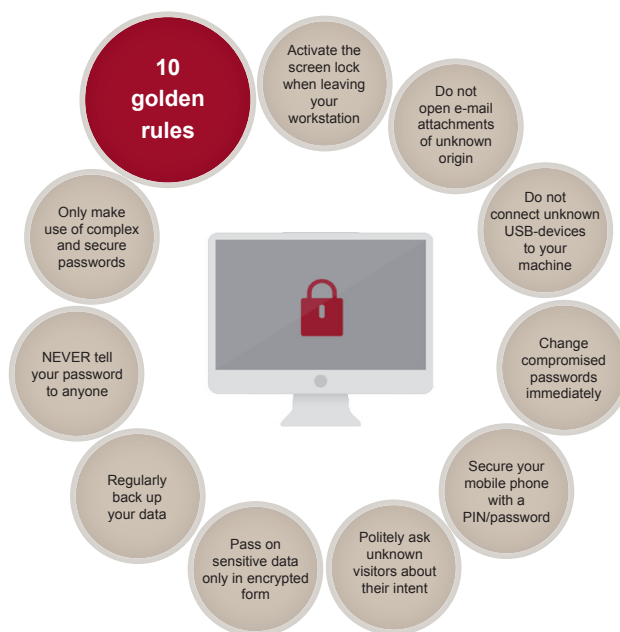 10
golden
rules
Activate the
screen lock
when leaving
your
workstation
Do not
open e-mail
attachments
of unknown
origin
Do not
connect unknown
USB-devices
to your
machine
Change
compromised
passwords
immediately
Secure your
mobile phone
with a
PIN/password
Politely ask
unknown
visitors about
their intent
Pass on
sensitive data
only in encrypted
form
Regularly
back up
your data
NEVER tell
your password
to anyone
Only make
use of complex
and secure
passwords